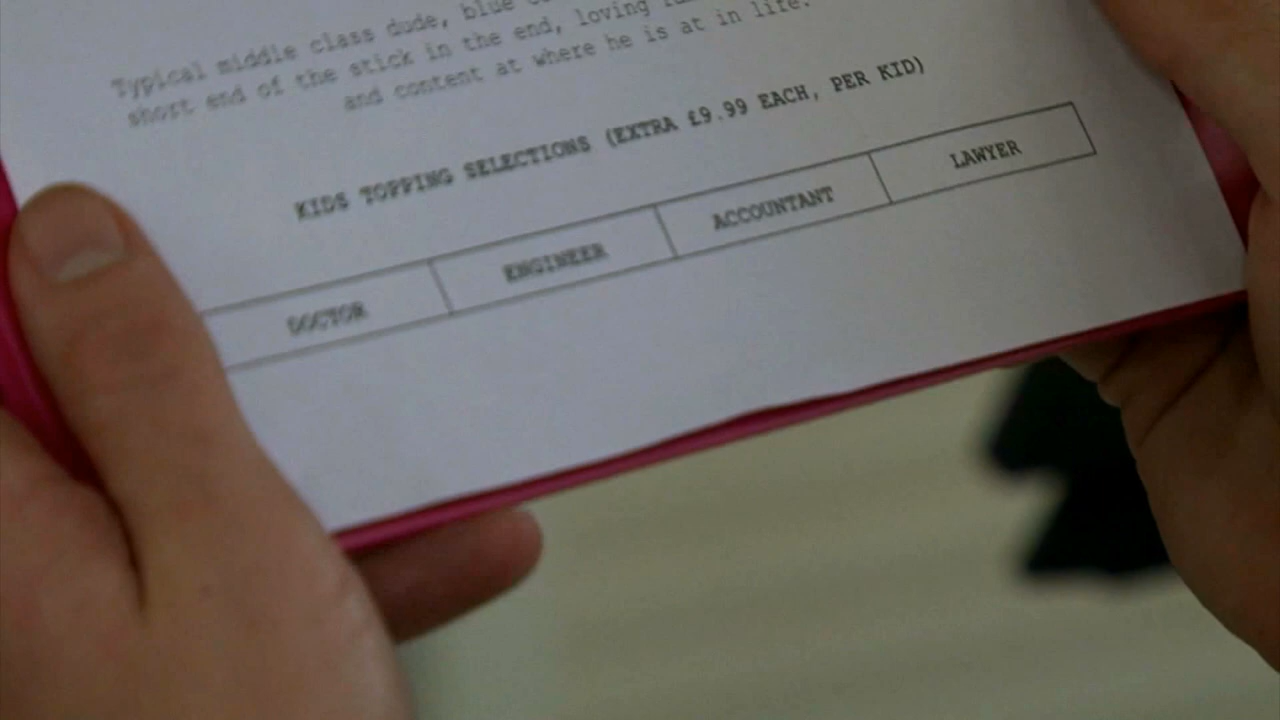 Typical middle class dude, blue
short end of the stick in the end, loving
and content at where he is at in life.
KIDS TOPPING SELECTIONS (EXTRA £9.99 EACH, PER KID)
DOCTOR ENGINEER ACCOUNTANT LAWYER